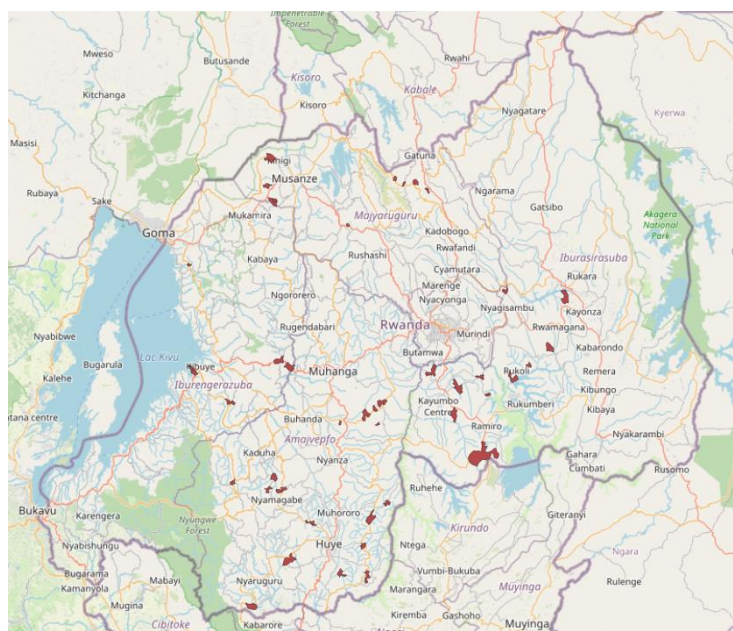 Impenetrable
Forest
Mweso
Butusande
Rwahi
Kisoro
Kitchanga
Kabale
Kisoro
Nyagatare
Kyerwa
Masisi
Gatuna
Kinigi
Rubaya
Musanze
Ngarama
Sake
Gatsibo
Akagera
National
Park
Mukamira
Majyaruguru
Goma
Kadobogo
Rushashi
Rwafandi
Kabaya
Iburasirasuba
Cyamutara
Rukara
Marenge
Ngororero
Nyacyonga
Nyagisambu
Kayonza
Nyabibwe
Rugendabari
Rwanda
Murindi
Rwamagana
Lac Kivu
Bugarula
Butamwa
Kabarondo
Kibuye
Muhanga
Rukoli
Remera
Kalehe
Iburengerazuba
Kayumbo
Centre
Rukumberi
Kibungo
Kibaya
Buhanda
Ramiro
Amajyepfo
Nyakarambi
Kaduha
Nyanza
Gahara
Cumbati
Rusomo
Nyamagabe
Ruhehe
Bukavu
Karengera
Nyungwe
Forest
Muhororo
Kirundo
Giteranyi
Nyabishungu
Huye
Ntega
Ngara
Bugarama
Kamanyola
Mabayi
Nyaruguru
Vumbi-Bukuba
Rulenge
Mugina
Marangara
Muyinga
Cibitoke
Kabarore
Kiremba
Gashoho
Muyinga